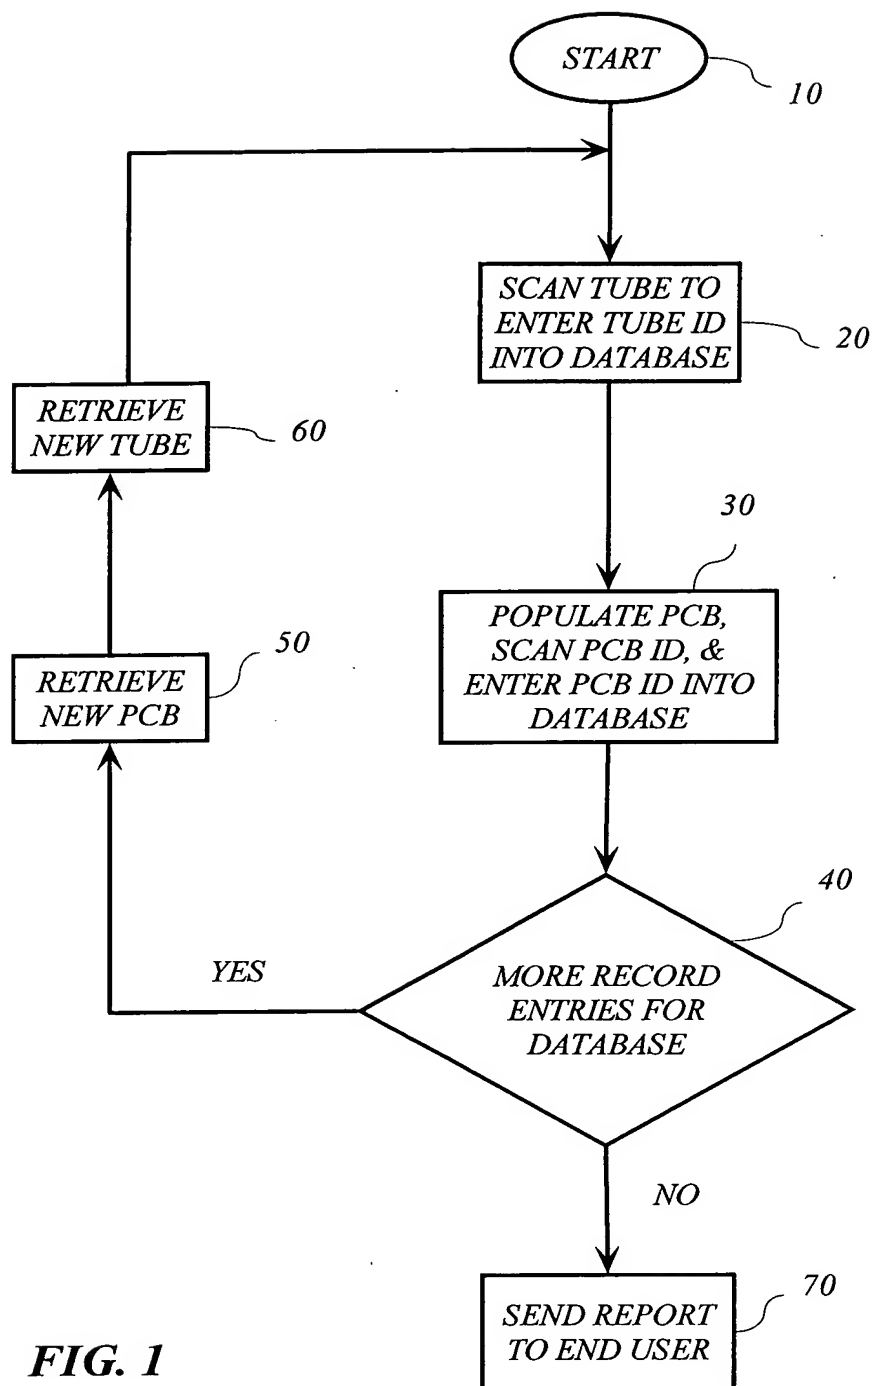 START
10
SCAN TUBE TO
ENTER TUBE ID
INTO DATABASE
20
RETRIEVE
NEW TUBE
60
30
POPULATE PCB,
SCAN PCB ID, &
ENTER PCB ID INTO
DATABASE
50
RETRIEVE
NEW PCB
40
YES
MORE RECORD
ENTRIES FOR
DATABASE
NO
70
SEND REPORT
TO END USER
FIG. 1